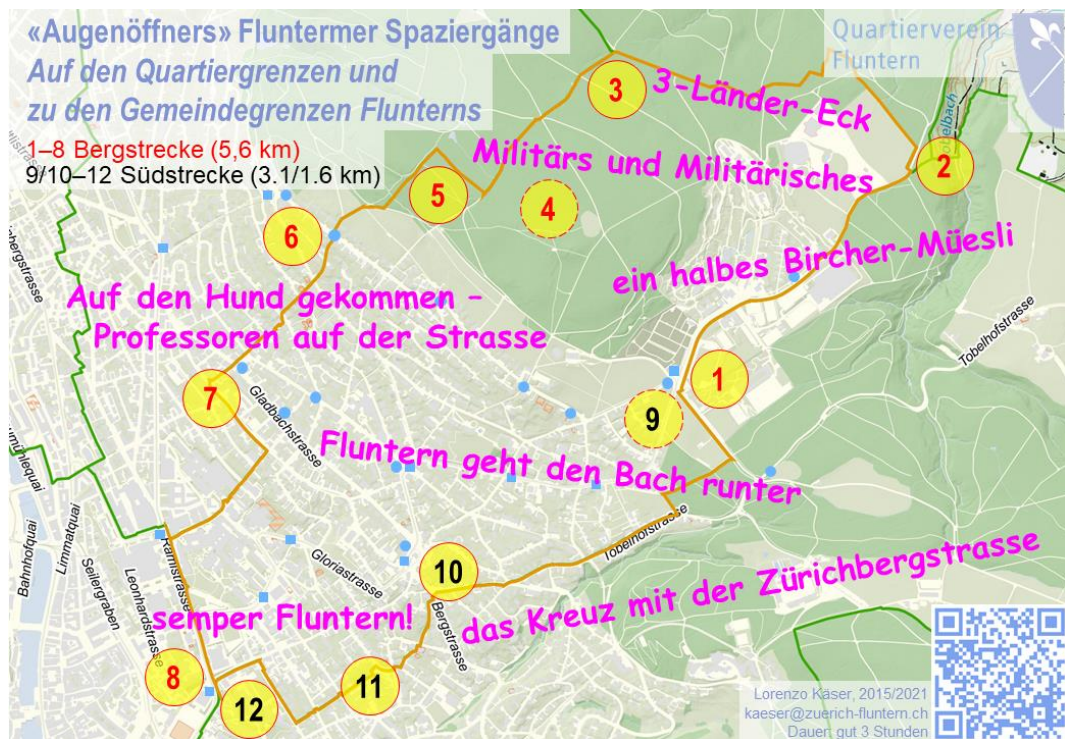 «Augenöffners» Fluntermer Spaziergänge
Auf den Quartiergrenzen und
zu den Gemeindegrenzen Flunterns
1–8 Bergstrecke (5,6 km)
9/10–12 Südstrecke (3.1/1.6 km)
Quartierverein
Fluntern
3
3-Länder-Eck
2
Militärs und Militärisches
5
4
6
ein halbes Bircher-Müesli
Auf den Hund gekommen –
Professoren auf der Strasse
Tobelhofstrasse
1
7
9
Gladbachstrasse
Fluntern geht den Bach runter
Tobelhofstrasse
Bahnhofquai
Limmatquai
Seilergraben
Leonhardstrasse
Rämistrasse
Gloriastrasse
10
Bergstrasse
das Kreuz mit der Zürichbergstrasse
semper Fluntern!
8
11
12
Lorenzo Käser, 2015/2021
kaeser@zuerich-fluntern.ch
Dauer: gut 3 Stunden